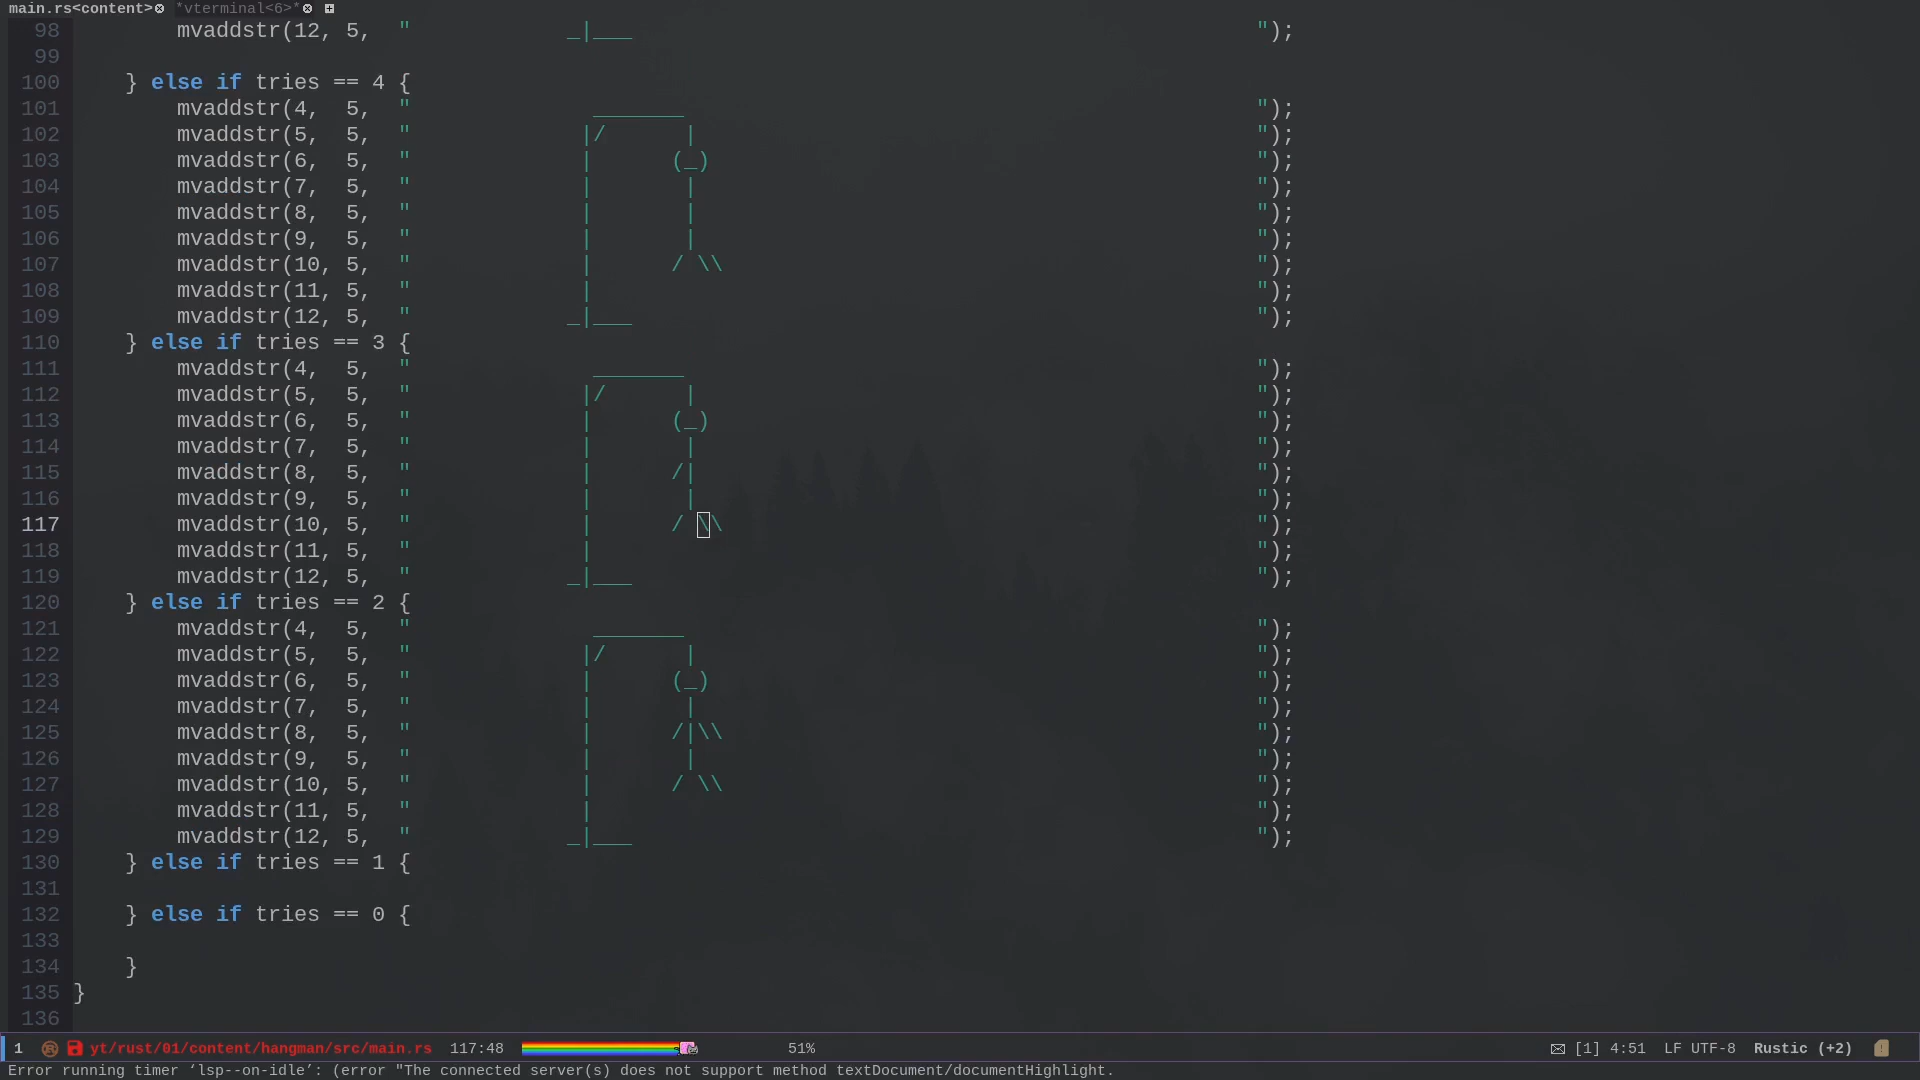 main.rs<content> *vterminal<6>*
98         mvaddstr(12, 5,  "            _|___                                                ");
99
100     } else if tries == 4 {
101         mvaddstr(4,  5,  "              _______                                            ");
102         mvaddstr(5,  5,  "             |/      |                                           ");
103         mvaddstr(6,  5,  "             |      (_)                                          ");
104         mvaddstr(7,  5,  "             |       |                                           ");
105         mvaddstr(8,  5,  "             |       |                                           ");
106         mvaddstr(9,  5,  "             |       |                                           ");
107         mvaddstr(10, 5,  "             |      / \\                                         ");
108         mvaddstr(11, 5,  "             |                                                   ");
109         mvaddstr(12, 5,  "            _|___                                                ");
110     } else if tries == 3 {
111         mvaddstr(4,  5,  "              _______                                            ");
112         mvaddstr(5,  5,  "             |/      |                                           ");
113         mvaddstr(6,  5,  "             |      (_)                                          ");
114         mvaddstr(7,  5,  "             |       |                                           ");
115         mvaddstr(8,  5,  "             |      /|                                           ");
116         mvaddstr(9,  5,  "             |       |                                           ");
117         mvaddstr(10, 5,  "             |      / \\                                         ");
118         mvaddstr(11, 5,  "             |                                                   ");
119         mvaddstr(12, 5,  "            _|___                                                ");
120     } else if tries == 2 {
121         mvaddstr(4,  5,  "              _______                                            ");
122         mvaddstr(5,  5,  "             |/      |                                           ");
123         mvaddstr(6,  5,  "             |      (_)                                          ");
124         mvaddstr(7,  5,  "             |       |                                           ");
125         mvaddstr(8,  5,  "             |      /|\\                                         ");
126         mvaddstr(9,  5,  "             |       |                                           ");
127         mvaddstr(10, 5,  "             |      / \\                                         ");
128         mvaddstr(11, 5,  "             |                                                   ");
129         mvaddstr(12, 5,  "            _|___                                                ");
130     } else if tries == 1 {
131
132     } else if tries == 0 {
133
134     }
135 }
136
1 yt/rust/01/content/hangman/src/main.rs 117:48 51% [1] 4:51 LF UTF-8 Rustic (+2)
Error running timer ‘lsp--on-idle’: (error "The connected server(s) does not support method textDocument/documentHighlight.